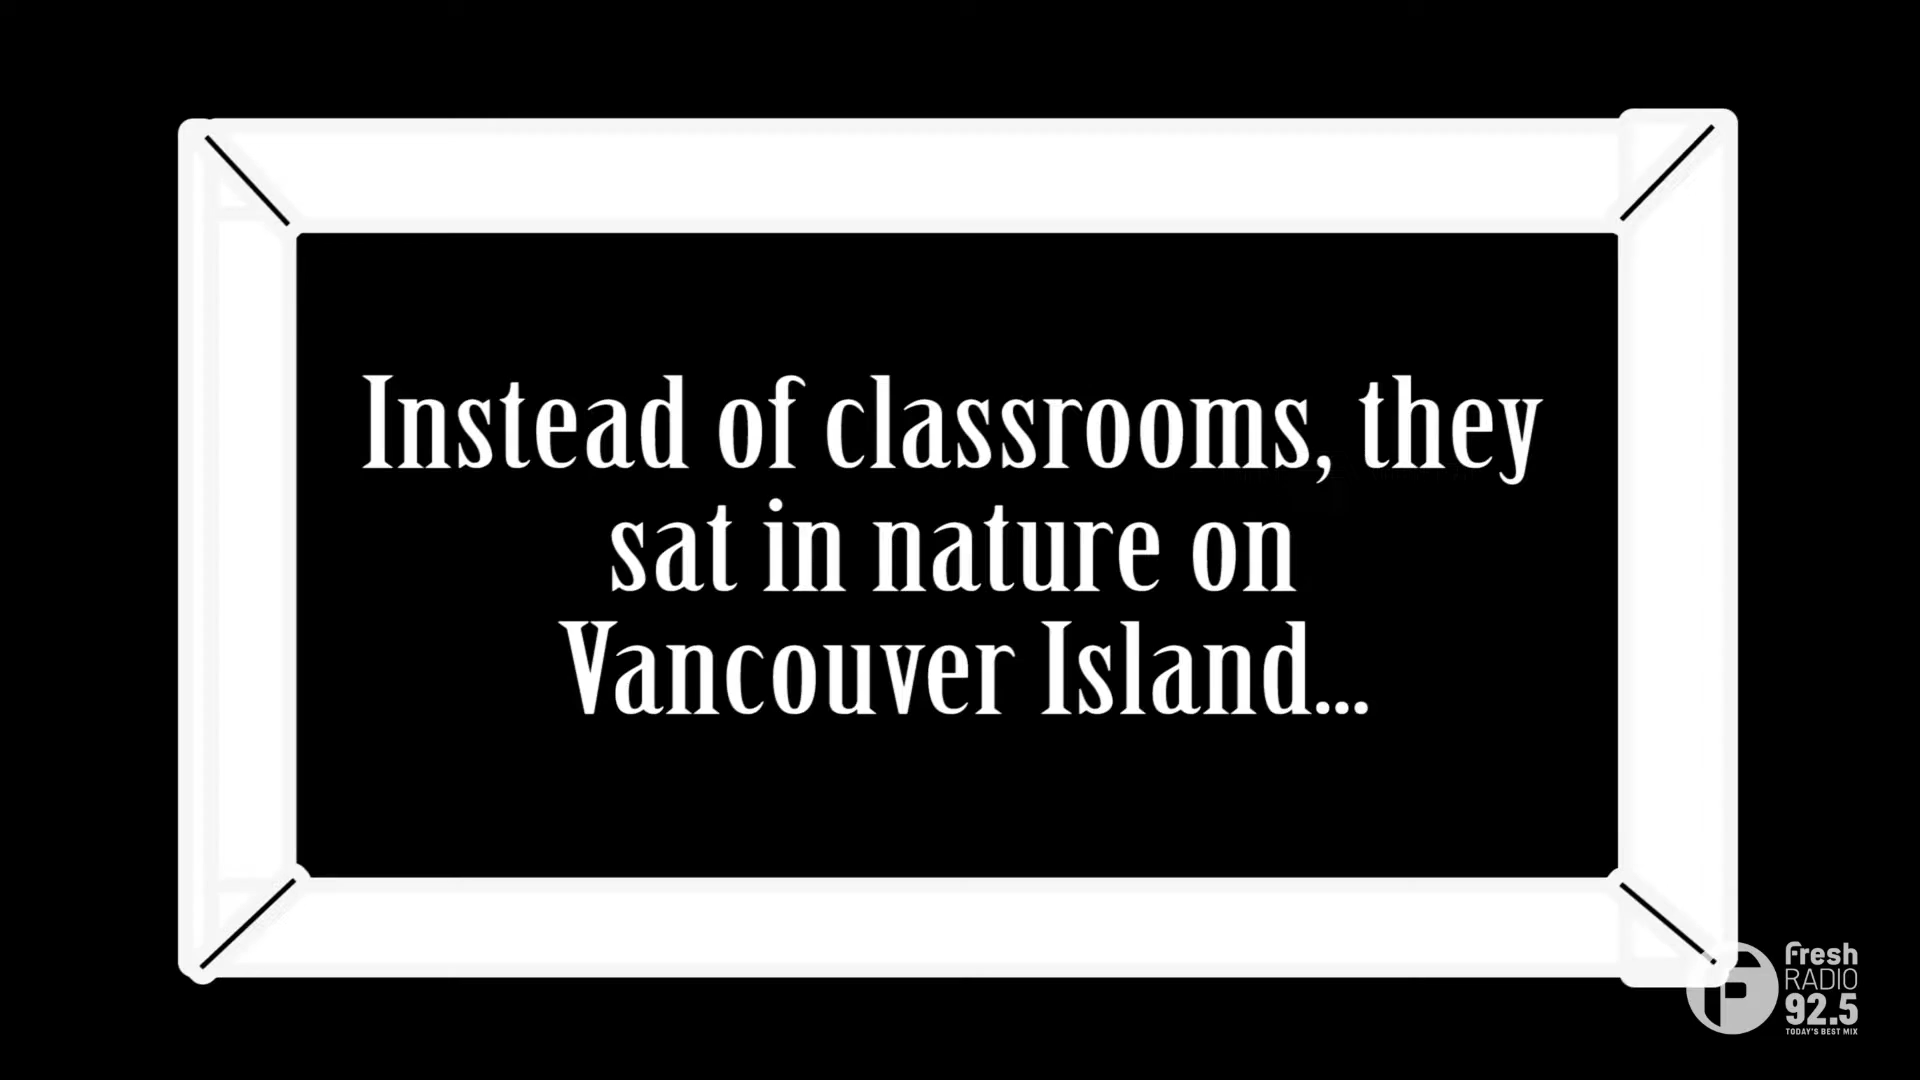 Instead of classrooms, they
sat in nature on
Vancouver Island...
fresh
RADIO
92.5
TODAY'S BEST MIX